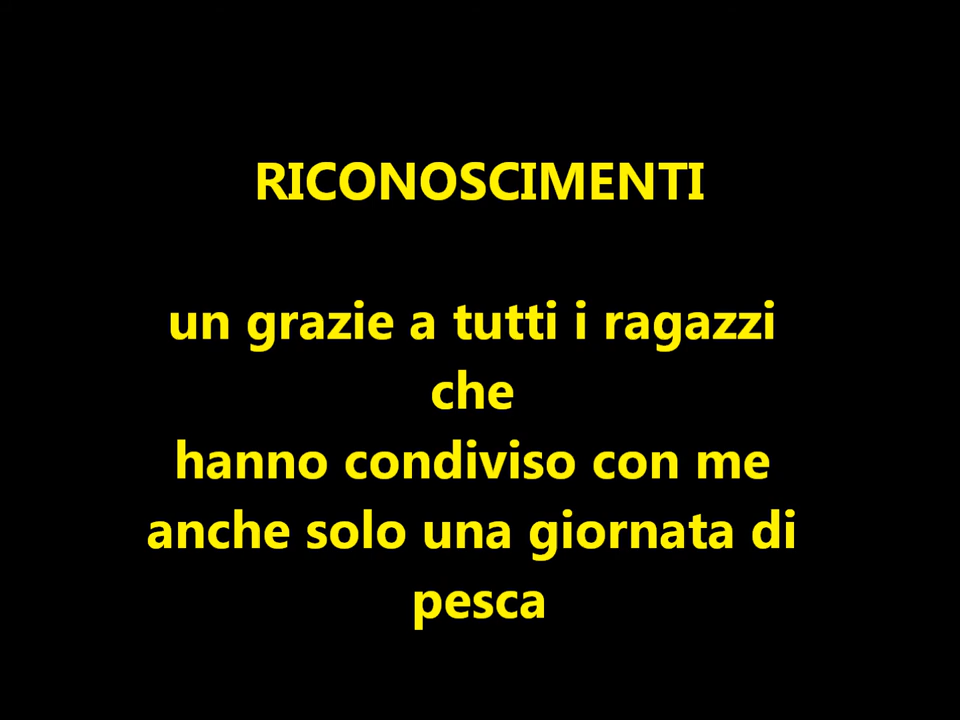 RICONOSCIMENTI
un grazie a tutti i ragazzi
che
hanno condiviso con me
anche solo una giornata di
pesca